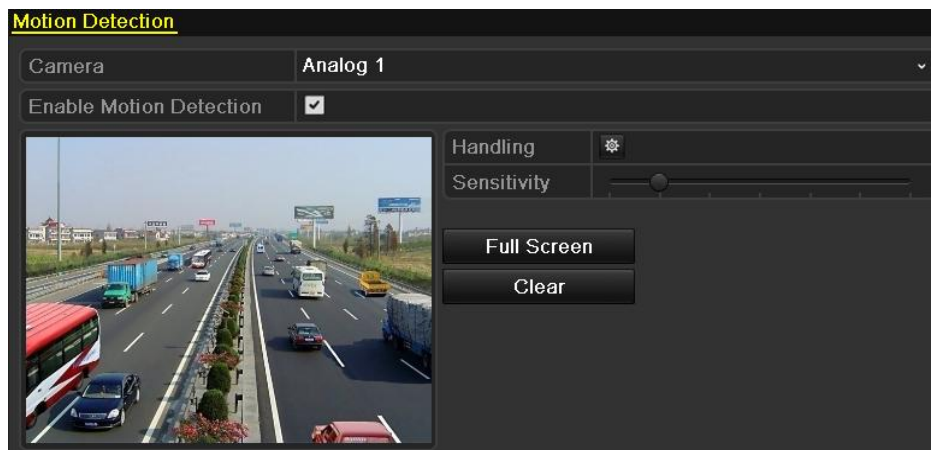 Motion Detection
Camera Analog 1
Enable Motion Detection
Handling
Sensitivity
Full Screen
Clear